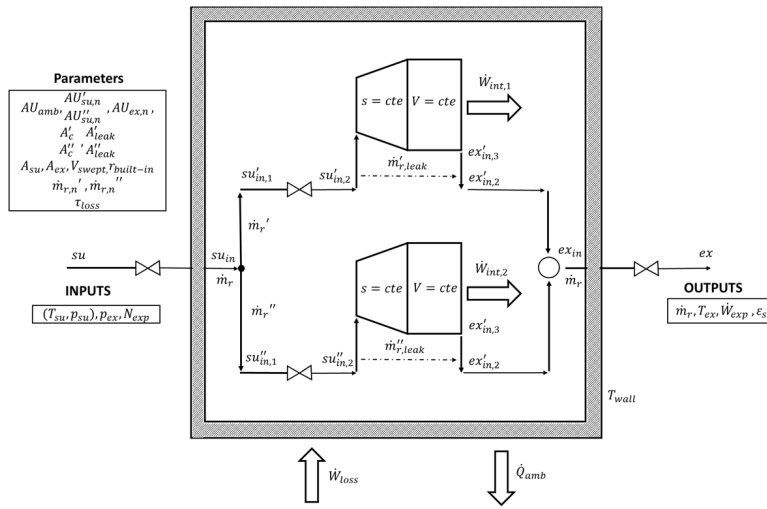 Parameters
AU_amb, AU'_su,n , AU_ex,n ,
AU''_su,n
A'_c A'_leak
A''_c ' A''_leak
A_su, A_ex, V_swept, r_built-in
ṁ_r,n' , ṁ_r,n''
τ_loss
s = cte V = cte
Ẇ_int,1
ex'_in,3
ṁ'_r,leak
su'_in,1 su'_in,2 ex'_in,2
ṁ_r'
su su_in
ṁ_r
INPUTS
(T_su, p_su), p_ex, N_exp
ex_in ex
ṁ_r
OUTPUTS
ṁ_r, T_ex, Ẇ_exp , ε_s
s = cte V = cte
Ẇ_int,2
ṁ_r''
ex'_in,3
ṁ''_r,leak
su''_in,1 su''_in,2 ex'_in,2
T_wall
Ẇ_loss
Q̇_amb